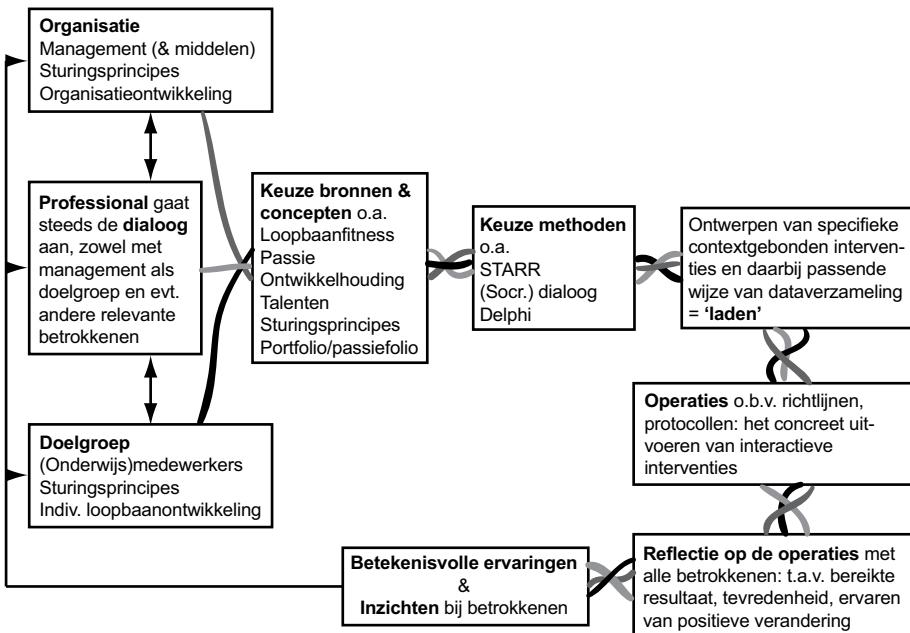 Organisatie
Management (& middelen)
Sturingsprincipes
Organisatieontwikkeling
Professional gaat
steeds de dialoog
aan, zowel met
management als
doelgroep en evt.
andere relevante
betrokkenen
Doelgroep
(Onderwijs)medewerkers
Sturingsprincipes
Indiv. loopbaanontwikkeling
Keuze bronnen &
concepten o.a.
Loopbaanfitness
Passie
Ontwikkelhouding
Talenten
Sturingsprincipes
Portfolio/passiefolio
Keuze methoden
o.a.
STARR
(Socr.) dialoog
Delphi
Ontwerpen van specifieke
contextgebonden interven-
ties en daarbij passende
wijze van dataverzameling
= ‘laden’
Operaties o.b.v. richtlijnen,
protocollen: het concreet uit-
voeren van interactieve
interventies
Reflectie op de operaties met
alle betrokkenen: t.a.v. bereikte
resultaat, tevredenheid, ervaren
van positieve verandering
Betekenisvolle ervaringen
&
Inzichten bij betrokkenen